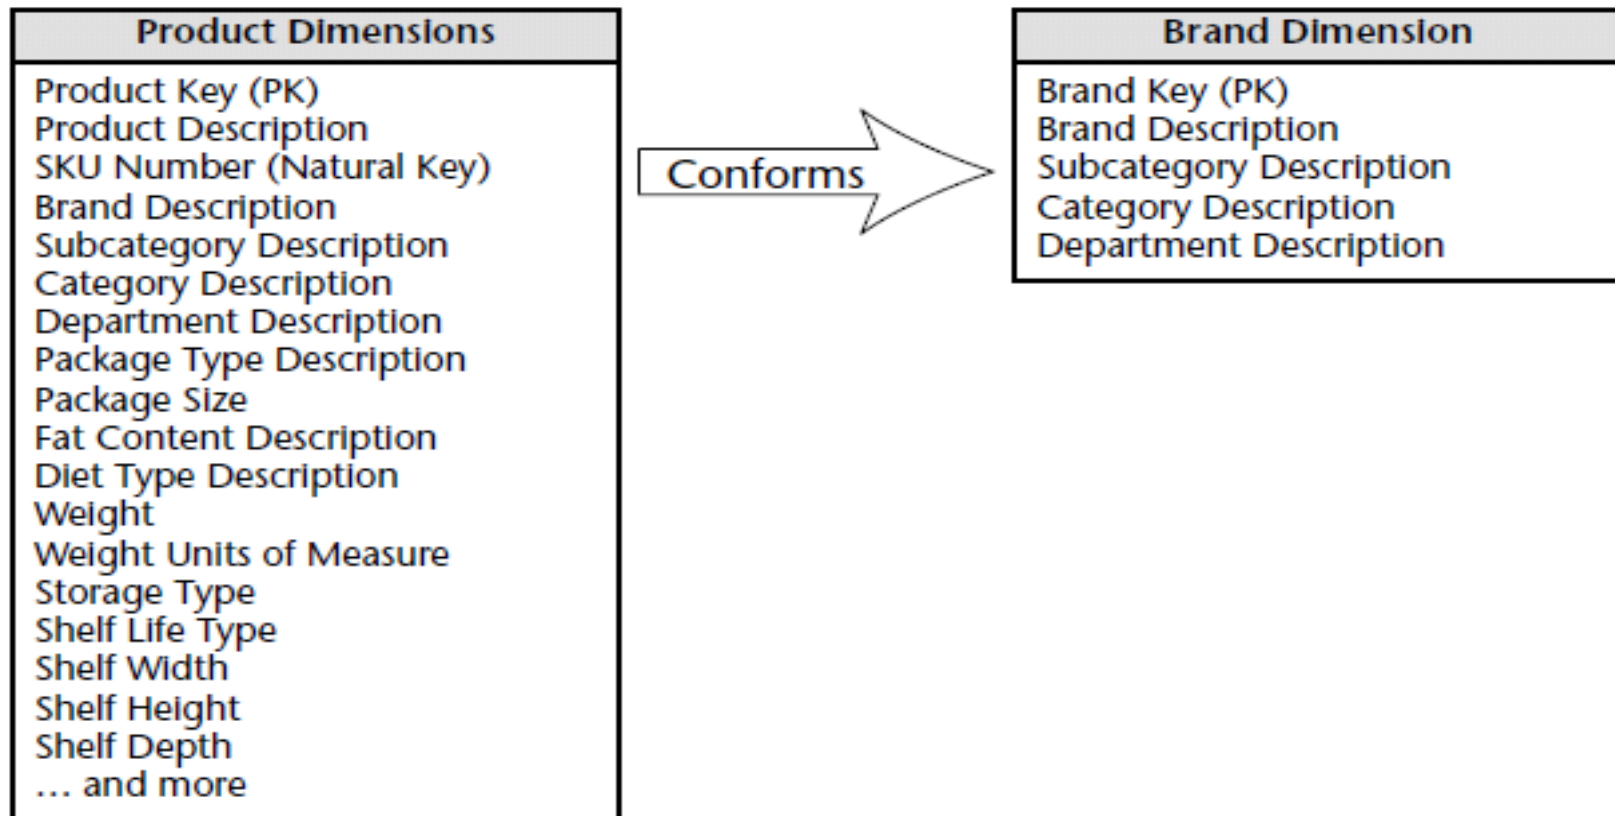 Product Dimensions
Product Key (PK)
Product Description
SKU Number (Natural Key)
Brand Description
Subcategory Description
Category Description
Department Description
Package Type Description
Package Size
Fat Content Description
Diet Type Description
Weight
Weight Units of Measure
Storage Type
Shelf Life Type
Shelf Width
Shelf Height
Shelf Depth
... and more
Conforms
Brand Dimension
Brand Key (PK)
Brand Description
Subcategory Description
Category Description
Department Description